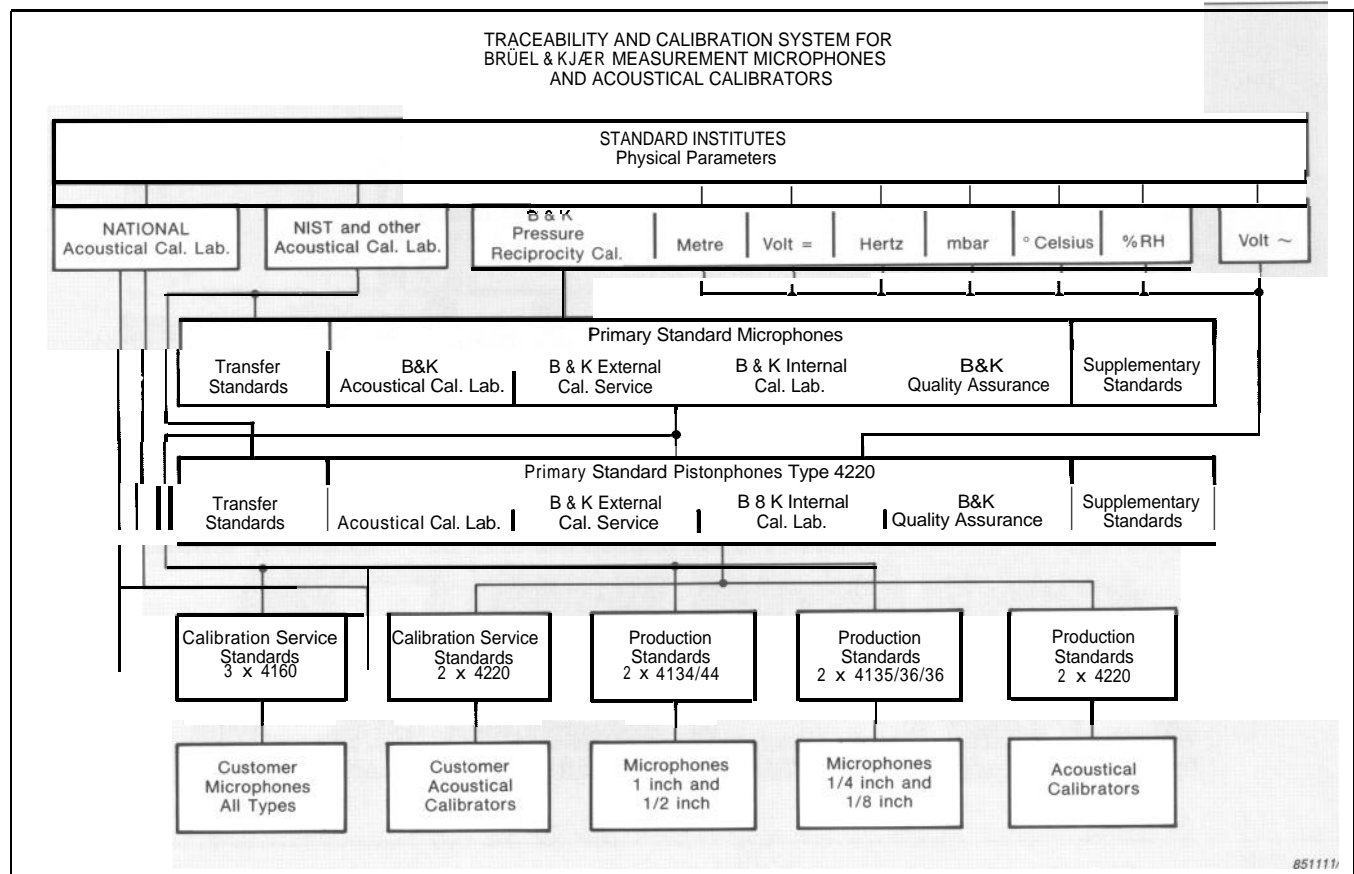 TRACEABILITY AND CALIBRATION SYSTEM FOR
BRÜEL & KJÆR MEASUREMENT MICROPHONES
AND ACOUSTICAL CALIBRATORS
STANDARD INSTITUTES
Physical Parameters
NATIONAL
Acoustical Cal. Lab.
NIST and other
Acoustical Cal. Lab.
B & K
Pressure
Reciprocity Cal.
Metre
Volt =
Hertz
mbar
° Celsius
%RH
Volt ~
Primary Standard Microphones
Transfer
Standards
B&K
Acoustical Cal. Lab.
B & K External
Cal. Service
B & K Internal
Cal. Lab.
B&K
Quality Assurance
Supplementary
Standards
Primary Standard Pistonphones Type 4220
Transfer
Standards
Acoustical Cal. Lab.
B & K External
Cal. Service
B 8 K Internal
Cal. Lab.
B&K
Quality Assurance
Supplementary
Standards
Calibration Service
Standards
3 x 4160
Calibration Service
Standards
2 x 4220
Production
Standards
2 x 4134/44
Production
Standards
2 x 4135/36/36
Production
Standards
2 x 4220
Customer
Microphones
All Types
Customer
Acoustical
Calibrators
Microphones
1 inch and
1/2 inch
Microphones
1/4 inch and
1/8 inch
Acoustical
Calibrators
851111/